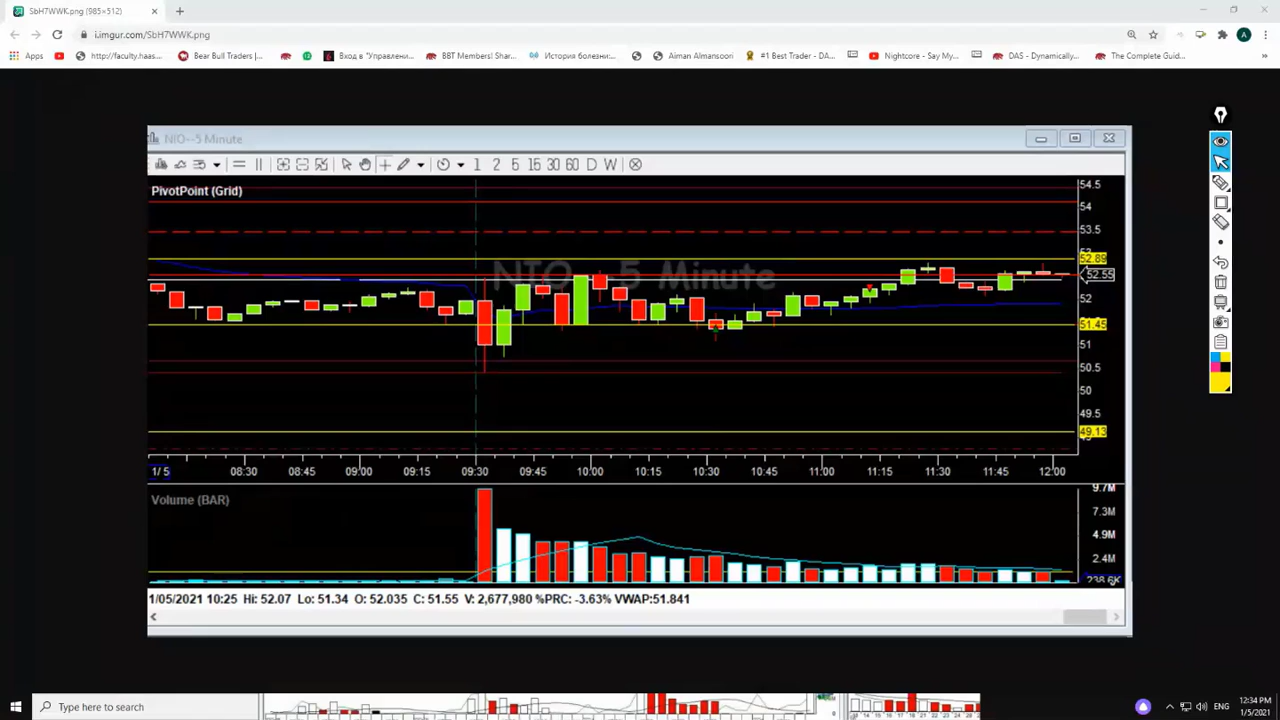 SbH7WWK.png (985×512)
i.imgur.com/SbH7WWK.png
Apps
http://faculty.haas...
Bear Bull Traders |...
Вход в "Управлени...
BBT Members! Shar...
История болезни:...
Aiman Almansoori
#1 Best Trader - DA...
Nightcore - Say My...
DAS - Dynamically...
The Complete Guid...
A
NIO--5 Minute
1 2 5 15 30 60 D W
PivotPoint (Grid)
NIO--5 Minute
54.5
54
53.5
53
52.89
52.55
52
51.45
51
50.5
50
49.5
49.13
1/ 5 08:30 08:45 09:00 09:15 09:30 09:45 10:00 10:15 10:30 10:45 11:00 11:15 11:30 11:45 12:00
Volume (BAR)
9.7M
7.3M
4.9M
2.4M
238.6K
1/05/2021 10:25 Hi: 52.07 Lo: 51.34 O: 52.035 C: 51.55 V: 2,677,980 %PRC: -3.63% VWAP:51.841
Type here to search
ENG
12:34 PM
1/5/2021